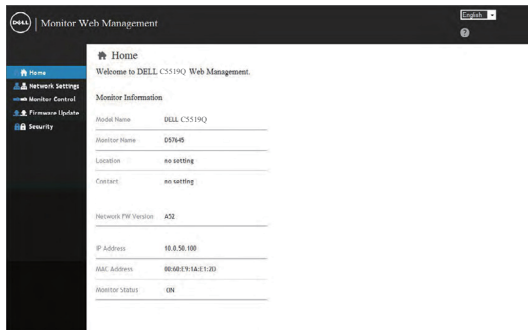 DELL Monitor Web Management
English
?
Home
Network Settings
Monitor Control
Firmware Update
Security
Home
Welcome to DELL C5519Q Web Management.
Monitor Information
Model Name DELL C5519Q
Monitor Name D57645
Location no setting
Contact no setting
Network FW Version A52
IP Address 10.0.50.100
MAC Address 00:60:E9:1A:E1:2D
Monitor Status ON